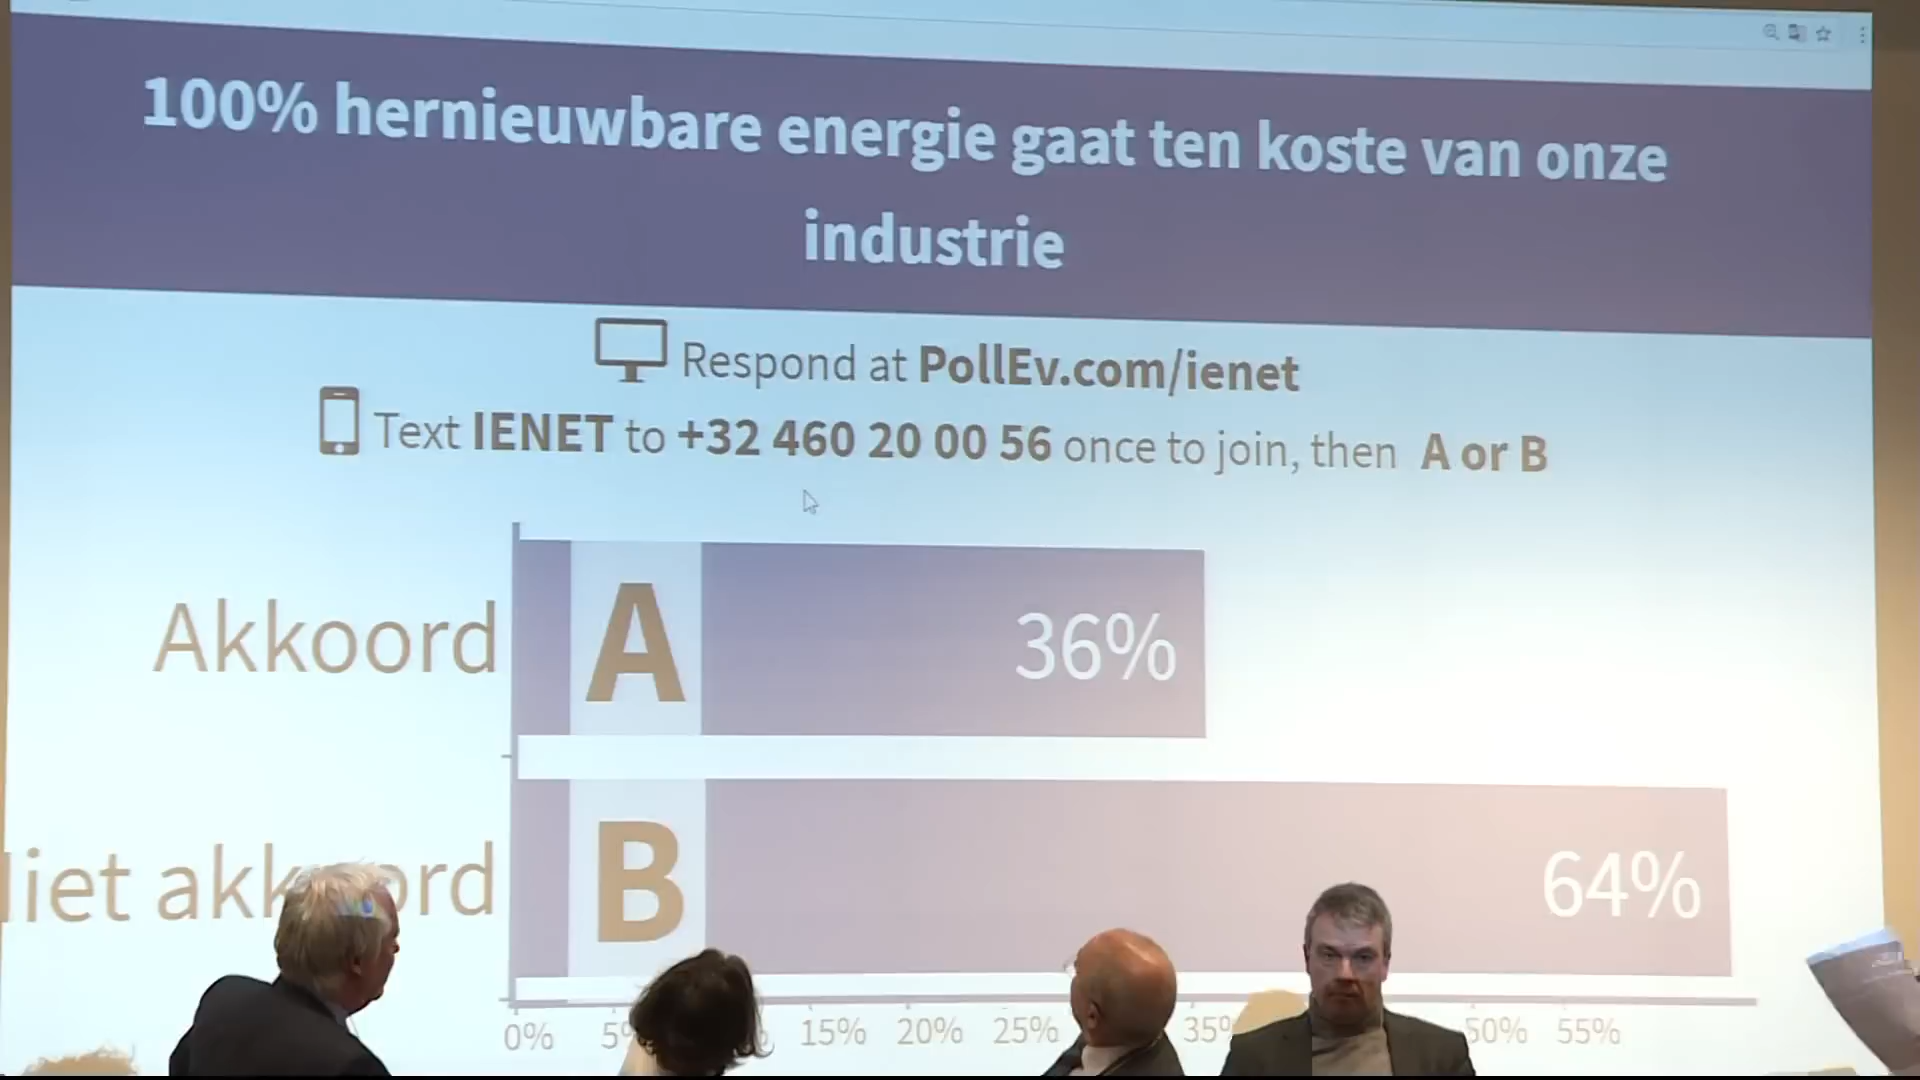 100% hernieuwbare energie gaat ten koste van onze
industrie
Respond at PollEv.com/ienet
Text IENET to +32 460 20 00 56 once to join, then A or B
Akkoord A 36%
B 64%
0% 15% 20% 25% 50% 55%